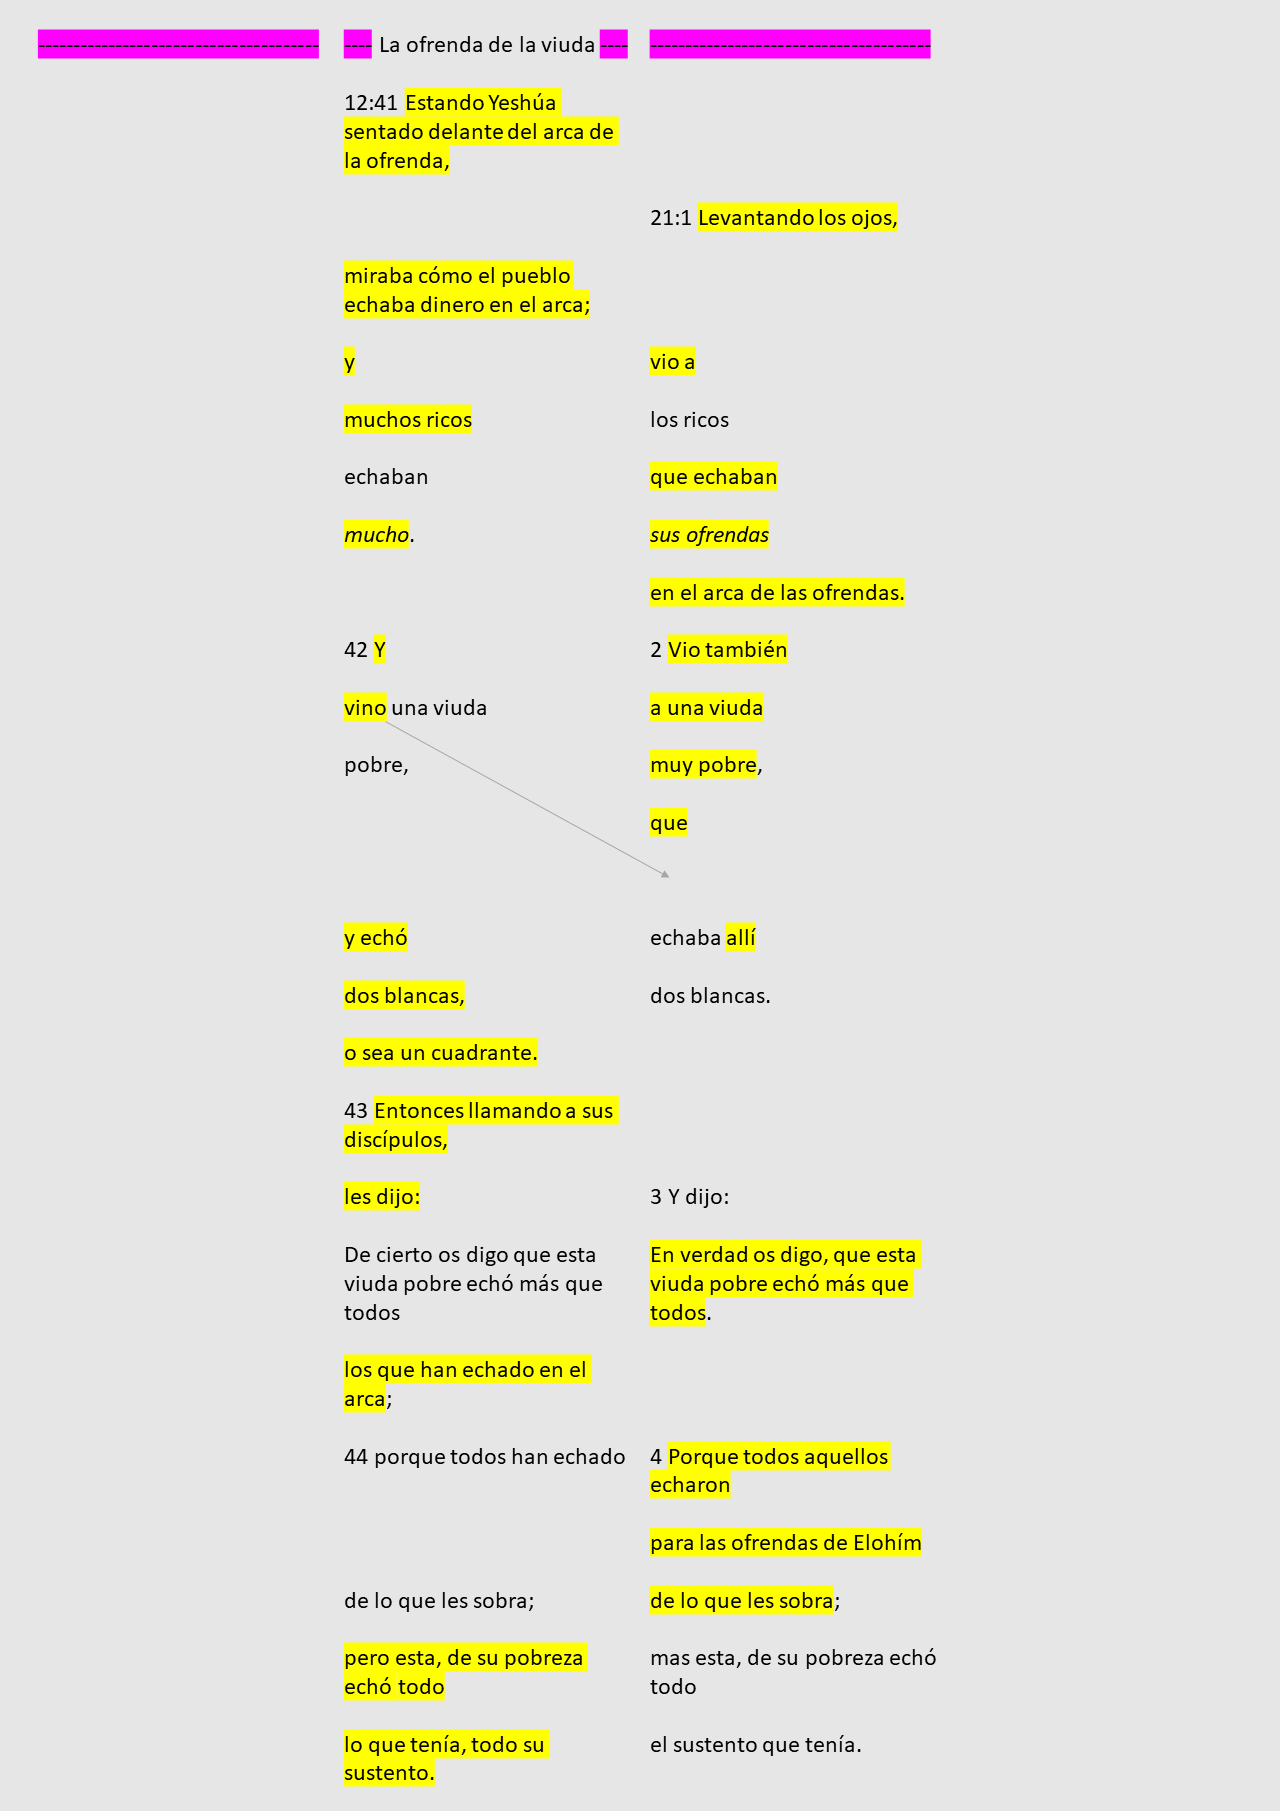 ---------------------------------------- ---- La ofrenda de la viuda ---- ----------------------------------------
12:41 Estando Yeshúa
sentado delante del arca de
la ofrenda,
21:1 Levantando los ojos,
miraba cómo el pueblo
echaba dinero en el arca;
y vio a
muchos ricos los ricos
echaban que echaban
mucho. sus ofrendas
en el arca de las ofrendas.
42 Y 2 Vio también
vino una viuda a una viuda
pobre, muy pobre,
que
y echó echaba allí
dos blancas, dos blancas.
o sea un cuadrante.
43 Entonces llamando a sus
discípulos,
les dijo: 3 Y dijo:
De cierto os digo que esta
viuda pobre echó más que
todos
En verdad os digo, que esta
viuda pobre echó más que
todos.
los que han echado en el
arca;
44 porque todos han echado
4 Porque todos aquellos
echaron
para las ofrendas de Elohím
de lo que les sobra; de lo que les sobra;
pero esta, de su pobreza
echó todo
mas esta, de su pobreza echó
todo
lo que tenía, todo su
sustento.
el sustento que tenía.